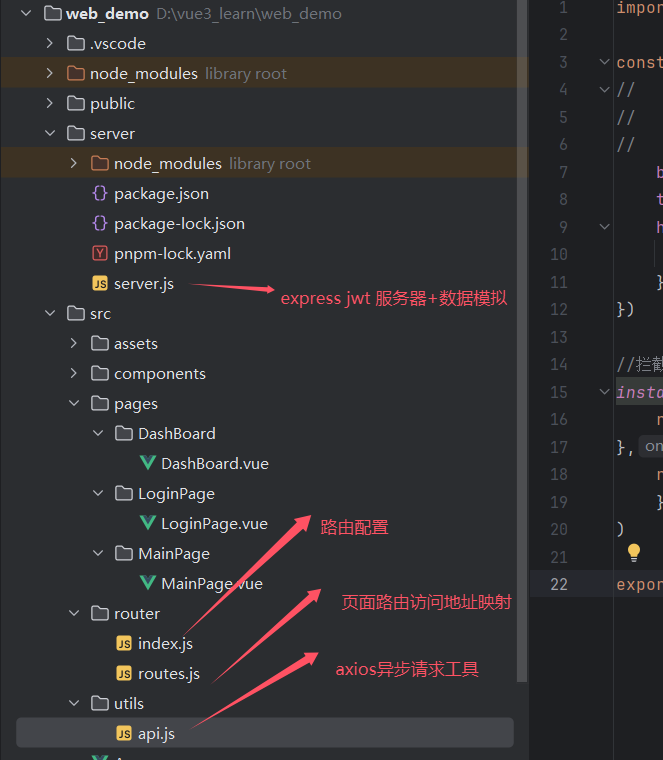 web_demo D:\vue3_learn\web_demo
.vscode
node_modules library root
public
server
node_modules library root
package.json
package-lock.json
pnpm-lock.yaml
server.js
express jwt 服务器+数据模拟
src
assets
components
pages
DashBoard
DashBoard.vue
LoginPage
LoginPage.vue
路由配置
MainPage
MainPage.vue
页面路由访问地址映射
router
index.js
routes.js
axios异步请求工具
utils
api.js
1 impor
2
3 const
4 //
5 //
6 //
7 b
8 t
9 h
10
11 }
12 })
13
14 //拦截
15 insta
16 r
17 }, on
18 r
19 }
20 )
21
22 expor